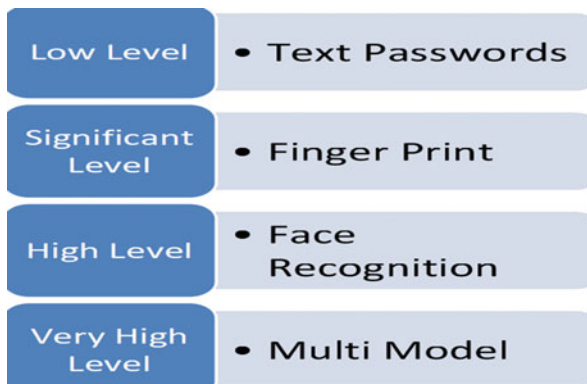 Low Level
• Text Passwords
Significant
Level
• Finger Print
High Level
• Face
Recognition
Very High
Level
• Multi Model